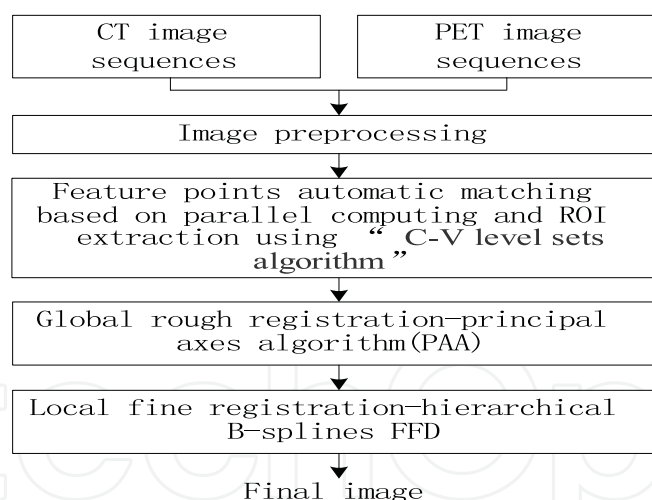 CT image
sequences
PET image
sequences
Image preprocessing
Feature points automatic matching
based on parallel computing and ROI
extraction using “ C-V level sets
algorithm ”
Global rough registration-principal
axes algorithm(PAA)
Local fine registration-hierarchical
B-splines FFD
Final image